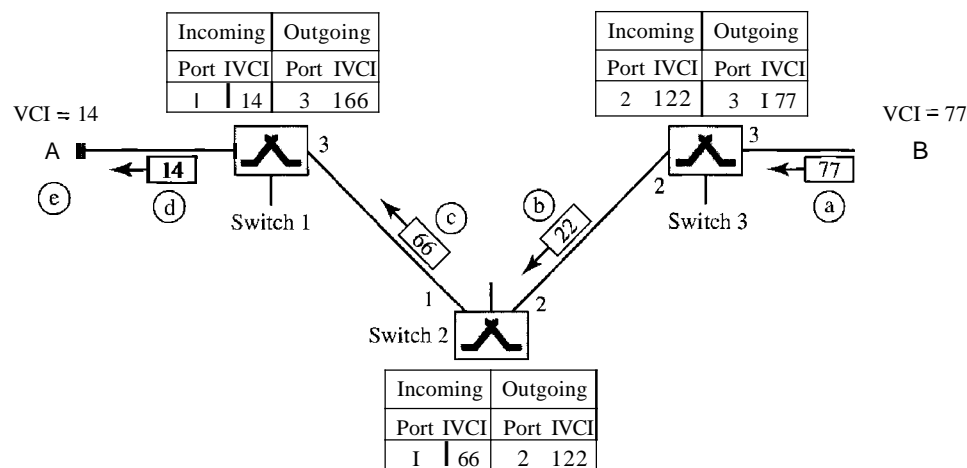 Incoming Outgoing
Port IVCI Port IVCI
I 14 3 166
Incoming Outgoing
Port IVCI Port IVCI
2 122 3 I 77
VCI = 14
VCI = 77
A
3
3
B
14
2
77
e
d
Switch 1
c
b
Switch 3
a
66
22
1
2
Switch 2
Incoming Outgoing
Port IVCI Port IVCI
I 66 2 122